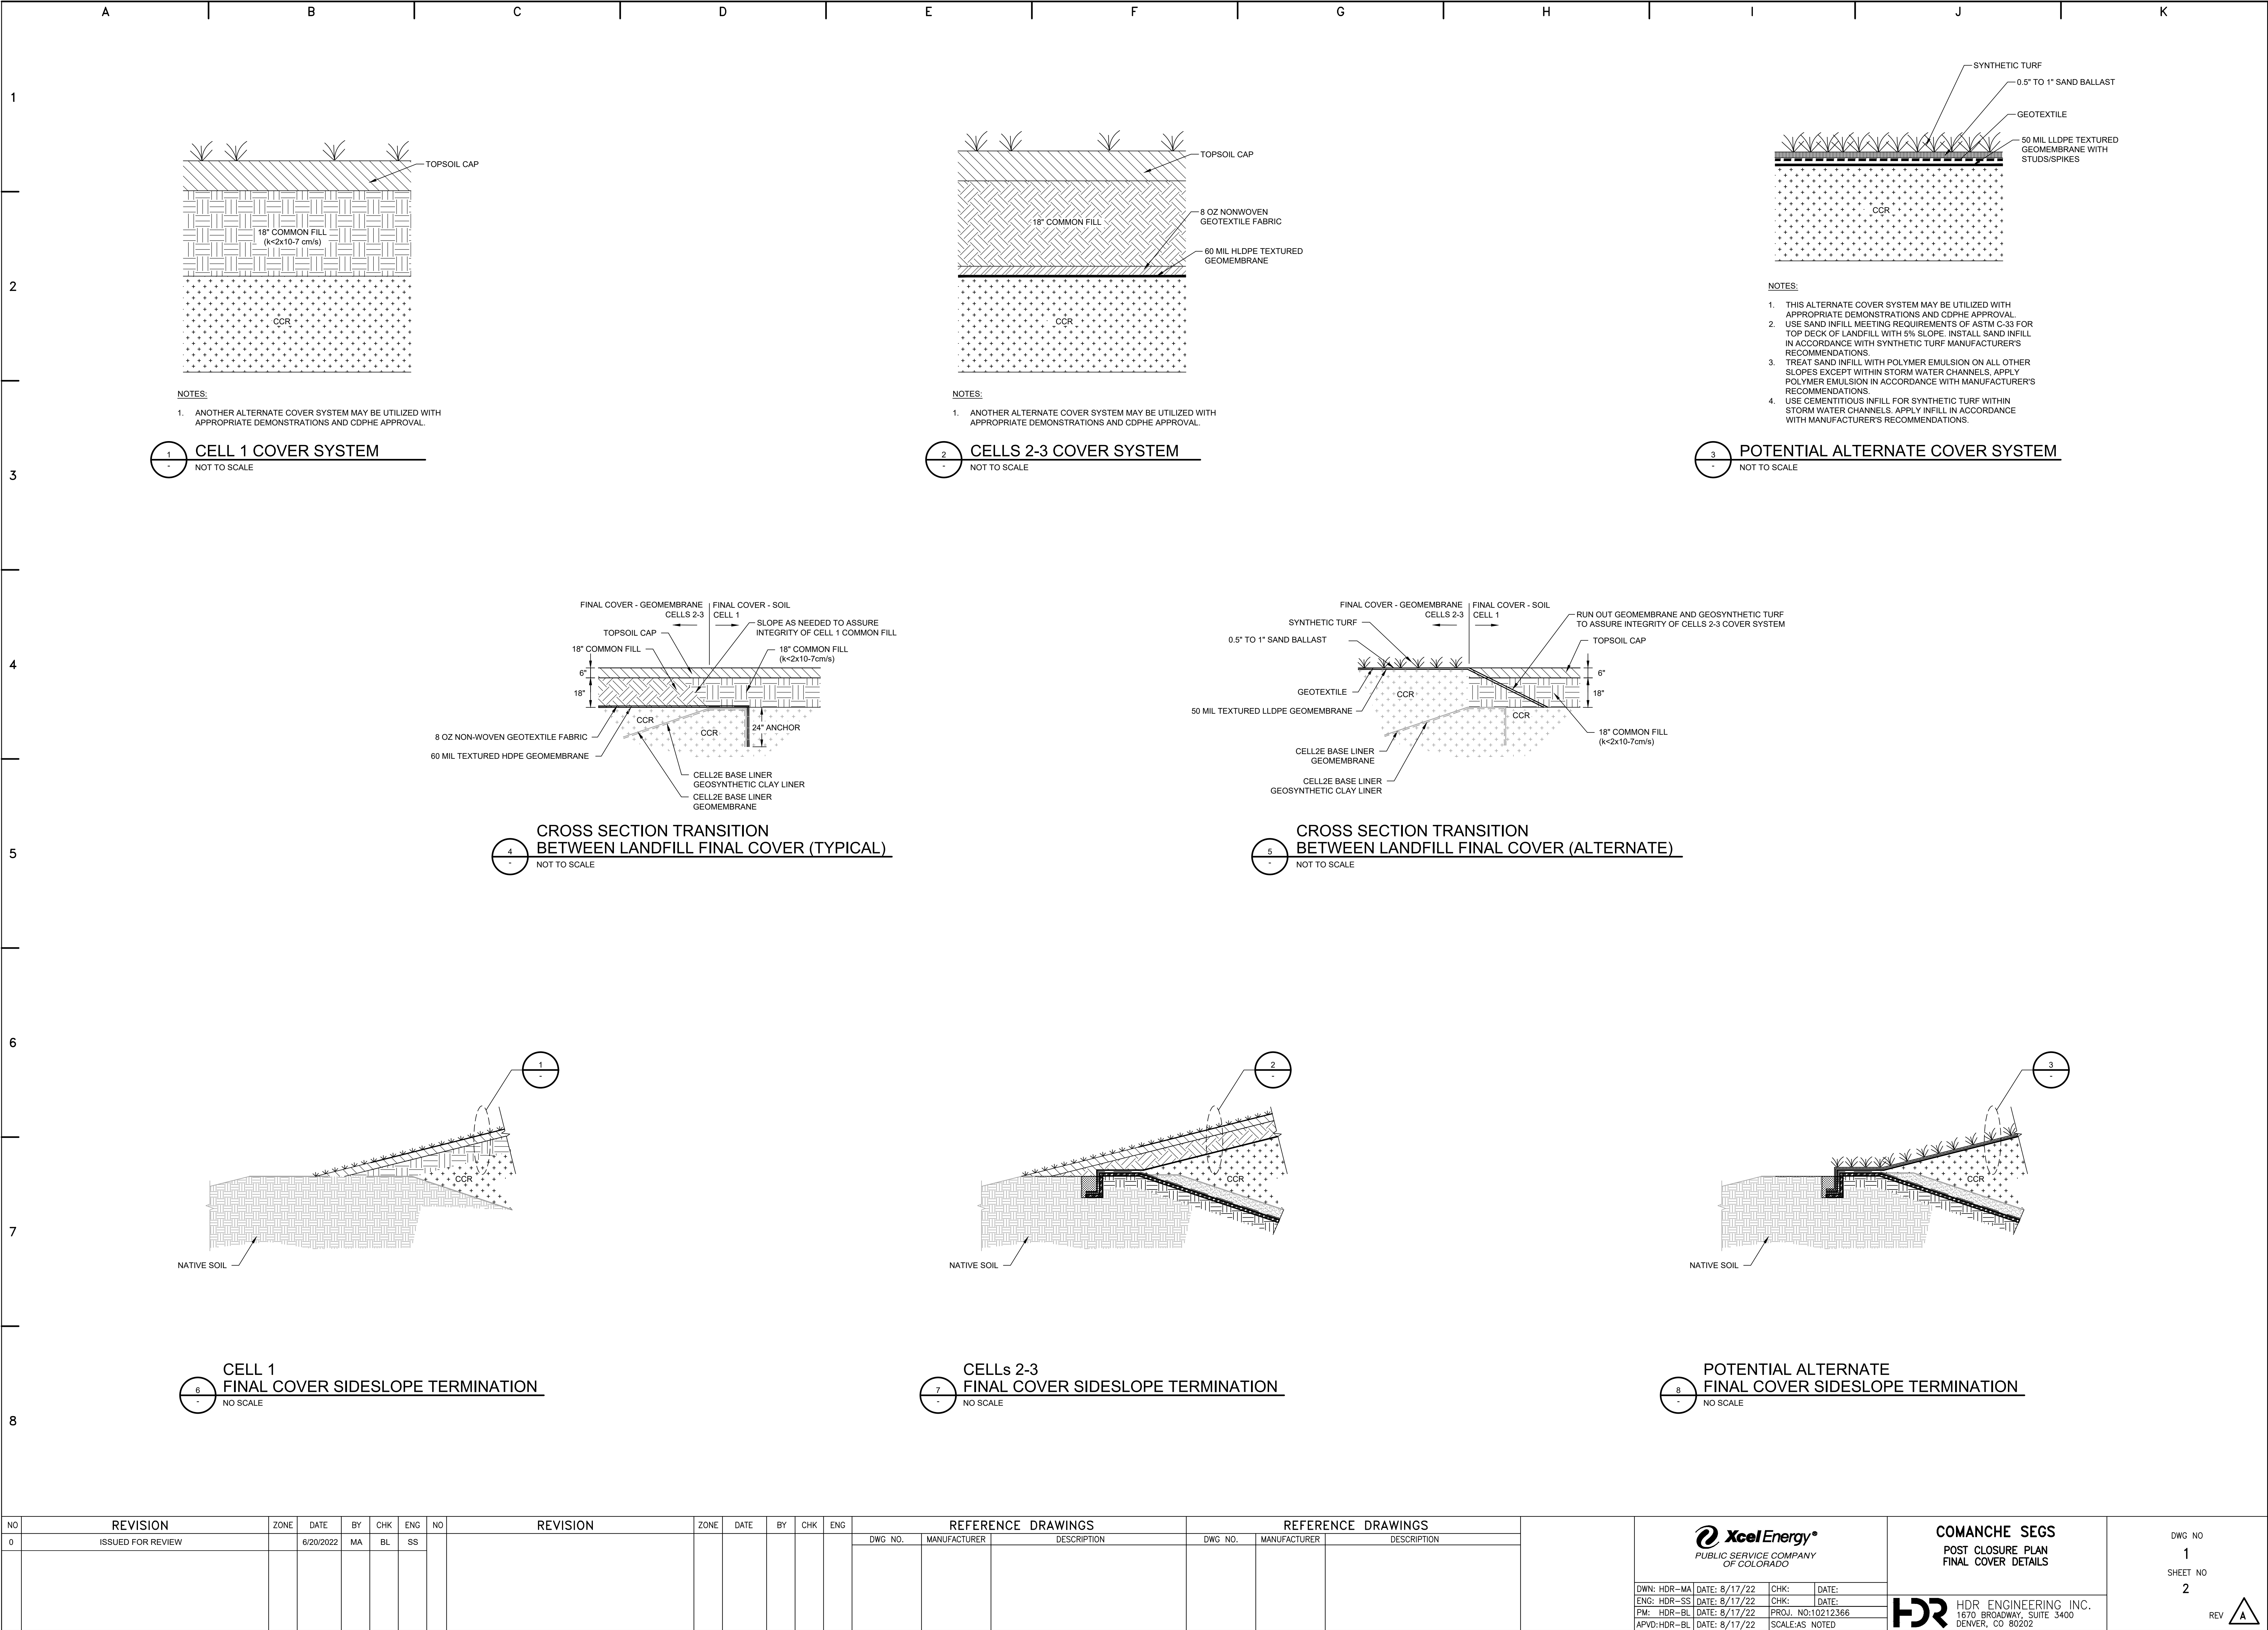 A B C D E F G H I J K
1
2
3
4
5
6
7
8
TOPSOIL CAP
18" COMMON FILL
(k<2x10-7 cm/s)
CCR
NOTES:
1. ANOTHER ALTERNATE COVER SYSTEM MAY BE UTILIZED WITH
APPROPRIATE DEMONSTRATIONS AND CDPHE APPROVAL.
1
-
CELL 1 COVER SYSTEM
NOT TO SCALE
TOPSOIL CAP
18" COMMON FILL
8 OZ NONWOVEN
GEOTEXTILE FABRIC
60 MIL HLDPE TEXTURED
GEOMEMBRANE
CCR
NOTES:
1. ANOTHER ALTERNATE COVER SYSTEM MAY BE UTILIZED WITH
APPROPRIATE DEMONSTRATIONS AND CDPHE APPROVAL.
2
-
CELLS 2-3 COVER SYSTEM
NOT TO SCALE
SYNTHETIC TURF
0.5" TO 1" SAND BALLAST
GEOTEXTILE
50 MIL LLDPE TEXTURED
GEOMEMBRANE WITH
STUDS/SPIKES
CCR
NOTES:
1. THIS ALTERNATE COVER SYSTEM MAY BE UTILIZED WITH
APPROPRIATE DEMONSTRATIONS AND CDPHE APPROVAL.
2. USE SAND INFILL MEETING REQUIREMENTS OF ASTM C-33 FOR
TOP DECK OF LANDFILL WITH 5% SLOPE. INSTALL SAND INFILL
IN ACCORDANCE WITH SYNTHETIC TURF MANUFACTURER'S
RECOMMENDATIONS.
3. TREAT SAND INFILL WITH POLYMER EMULSION ON ALL OTHER
SLOPES EXCEPT WITHIN STORM WATER CHANNELS, APPLY
POLYMER EMULSION IN ACCORDANCE WITH MANUFACTURER'S
RECOMMENDATIONS.
4. USE CEMENTITIOUS INFILL FOR SYNTHETIC TURF WITHIN
STORM WATER CHANNELS. APPLY INFILL IN ACCORDANCE
WITH MANUFACTURER'S RECOMMENDATIONS.
3
-
POTENTIAL ALTERNATE COVER SYSTEM
NOT TO SCALE
FINAL COVER - GEOMEMBRANE
CELLS 2-3
FINAL COVER - SOIL
CELL 1
TOPSOIL CAP
SLOPE AS NEEDED TO ASSURE
INTEGRITY OF CELL 1 COMMON FILL
18" COMMON FILL
18" COMMON FILL
(k<2x10-7cm/s)
6"
18"
CCR
CCR
24" ANCHOR
8 OZ NON-WOVEN GEOTEXTILE FABRIC
60 MIL TEXTURED HDPE GEOMEMBRANE
CELL2E BASE LINER
GEOSYNTHETIC CLAY LINER
CELL2E BASE LINER
GEOMEMBRANE
4
-
CROSS SECTION TRANSITION
BETWEEN LANDFILL FINAL COVER (TYPICAL)
NOT TO SCALE
FINAL COVER - GEOMEMBRANE
CELLS 2-3
FINAL COVER - SOIL
CELL 1
SYNTHETIC TURF
0.5" TO 1" SAND BALLAST
RUN OUT GEOMEMBRANE AND GEOSYNTHETIC TURF
TO ASSURE INTEGRITY OF CELLS 2-3 COVER SYSTEM
TOPSOIL CAP
6"
18"
GEOTEXTILE
50 MIL TEXTURED LLDPE GEOMEMBRANE
CCR
CCR
18" COMMON FILL
(k<2x10-7cm/s)
CELL2E BASE LINER
GEOMEMBRANE
CELL2E BASE LINER
GEOSYNTHETIC CLAY LINER
5
-
CROSS SECTION TRANSITION
BETWEEN LANDFILL FINAL COVER (ALTERNATE)
NOT TO SCALE
1
-
CCR
NATIVE SOIL
6
-
CELL 1
FINAL COVER SIDESLOPE TERMINATION
NO SCALE
2
-
CCR
NATIVE SOIL
7
-
CELLs 2-3
FINAL COVER SIDESLOPE TERMINATION
NO SCALE
3
-
CCR
NATIVE SOIL
8
-
POTENTIAL ALTERNATE
FINAL COVER SIDESLOPE TERMINATION
NO SCALE
NO REVISION ZONE DATE BY CHK ENG NO REVISION ZONE DATE BY CHK ENG REFERENCE DRAWINGS REFERENCE DRAWINGS
DWG NO. MANUFACTURER DESCRIPTION DWG NO. MANUFACTURER DESCRIPTION
0 ISSUED FOR REVIEW 6/20/2022 MA BL SS
Xcel Energy®
PUBLIC SERVICE COMPANY
OF COLORADO
DWN: HDR-MA DATE: 8/17/22 CHK: DATE:
ENG: HDR-SS DATE: 8/17/22 CHK: DATE:
PM: HDR-BL DATE: 8/17/22 PROJ. NO:10212366
APVD:HDR-BL DATE: 8/17/22 SCALE:AS NOTED
COMANCHE SEGS
POST CLOSURE PLAN
FINAL COVER DETAILS
HDR
HDR ENGINEERING INC.
1670 BROADWAY, SUITE 3400
DENVER, CO 80202
DWG NO
1
SHEET NO
2
REV A